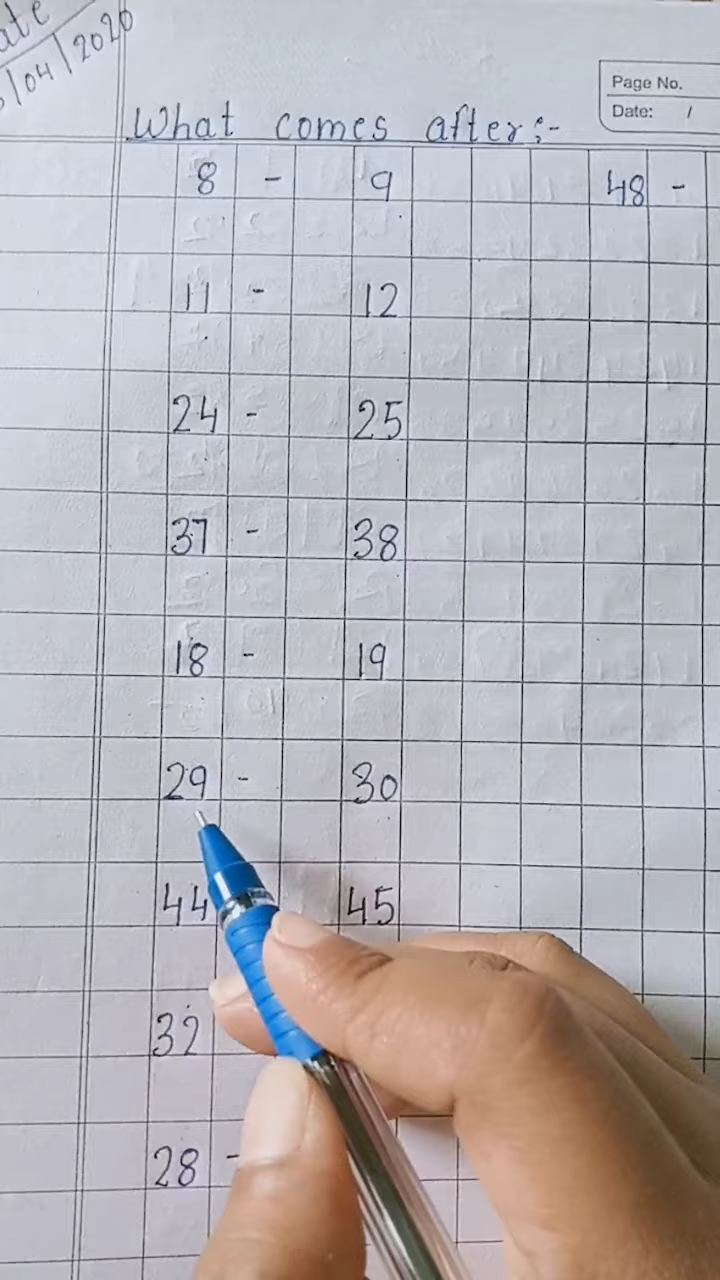 /04/2020
Page No.
Date: /
What comes after:-
8 - 9 48 -
11 - 12
24 - 25
37 - 38
18 - 19
29 - 30
44 45
32
28 -